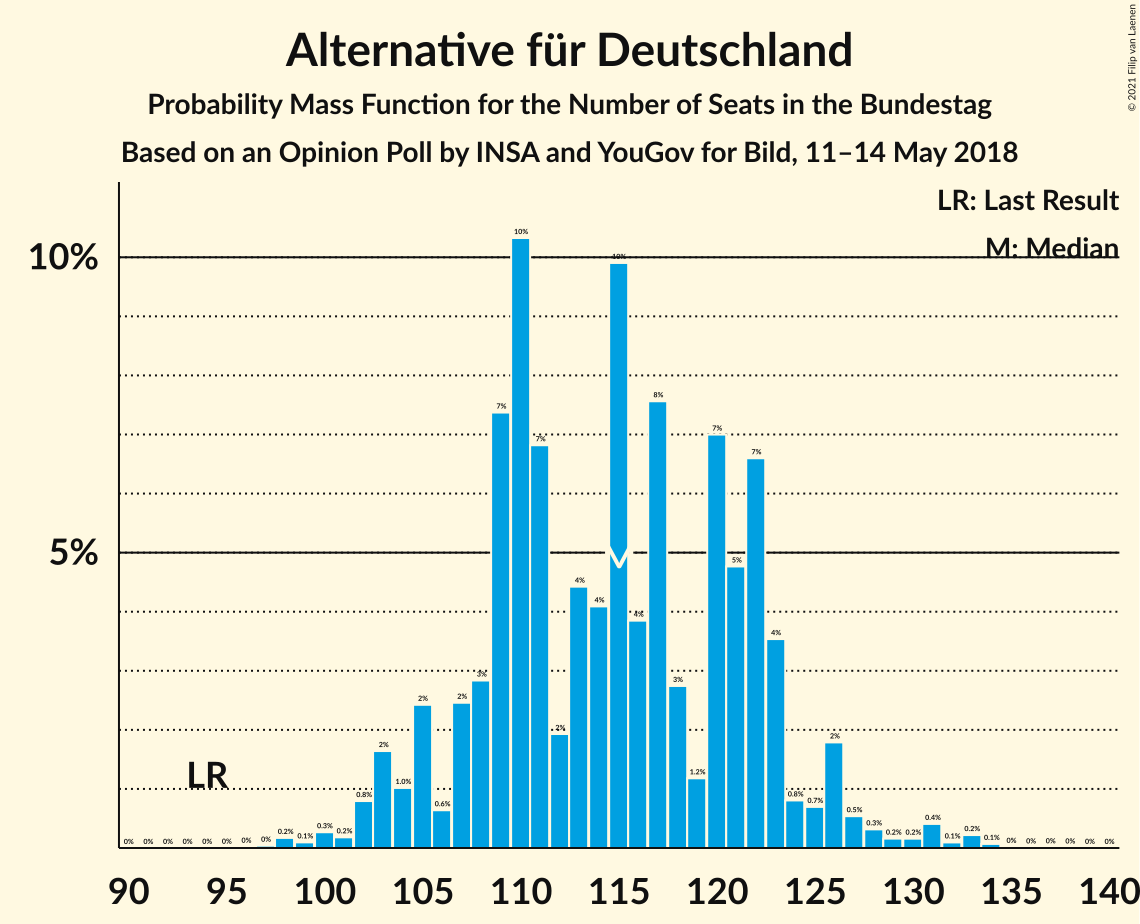 Alternative für Deutschland
Probability Mass Function for the Number of Seats in the Bundestag
Based on an Opinion Poll by INSA and YouGov for Bild, 11–14 May 2018
© 2021 Filip van Laenen
LR: Last Result
M: Median
10%
5%
LR
0% 0% 0% 0% 0% 0% 0% 0% 0.2% 0.1% 0.3% 0.2% 0.8% 2% 1.0% 2% 0.6% 2% 3% 7% 10% 7% 2% 4% 4% 10% 4% 8% 3% 1.2% 7% 5% 7% 4% 0.8% 0.7% 2% 0.5% 0.3% 0.2% 0.2% 0.4% 0.1% 0.2% 0.1% 0% 0% 0% 0% 0% 0%
90 95 100 105 110 115 120 125 130 135 140